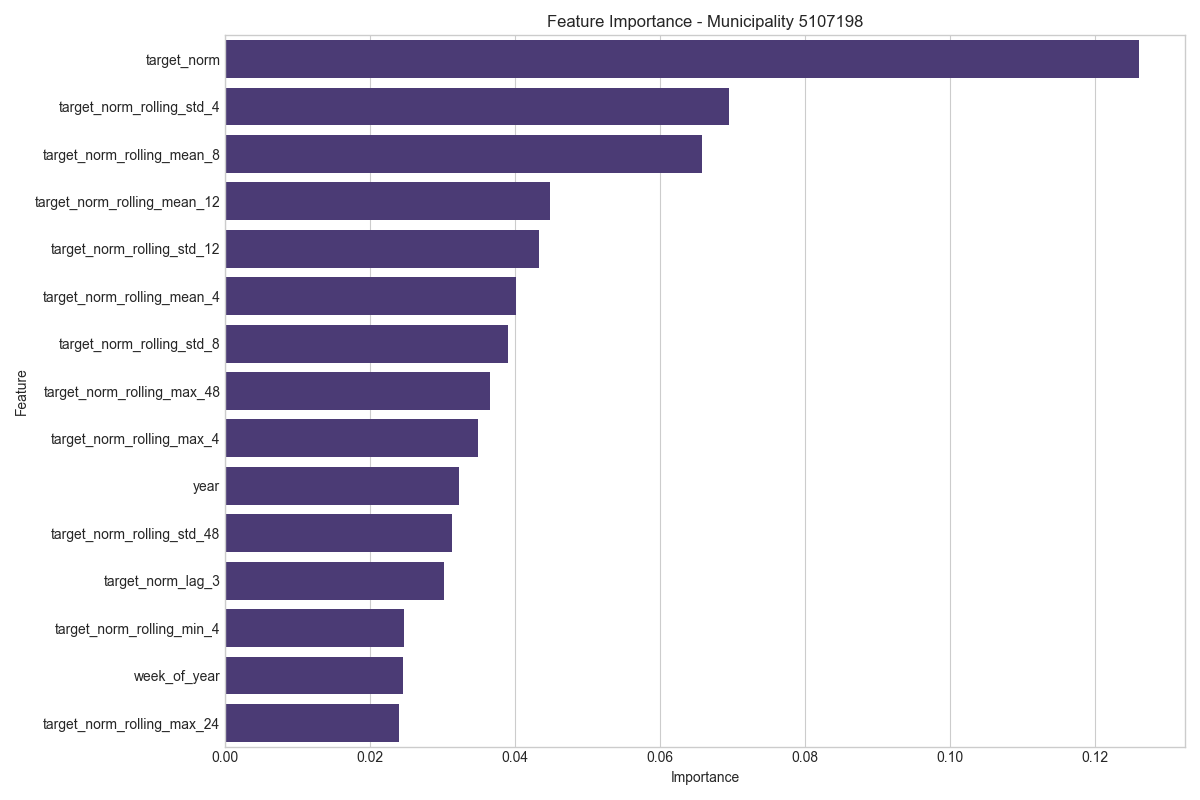 Feature Importance - Municipality 5107198
target_norm
target_norm_rolling_std_4
target_norm_rolling_mean_8
target_norm_rolling_mean_12
target_norm_rolling_std_12
target_norm_rolling_mean_4
target_norm_rolling_std_8
target_norm_rolling_max_48
target_norm_rolling_max_4
year
target_norm_rolling_std_48
target_norm_lag_3
target_norm_rolling_min_4
week_of_year
target_norm_rolling_max_24
Feature
0.00 0.02 0.04 0.06 0.08 0.10 0.12
Importance